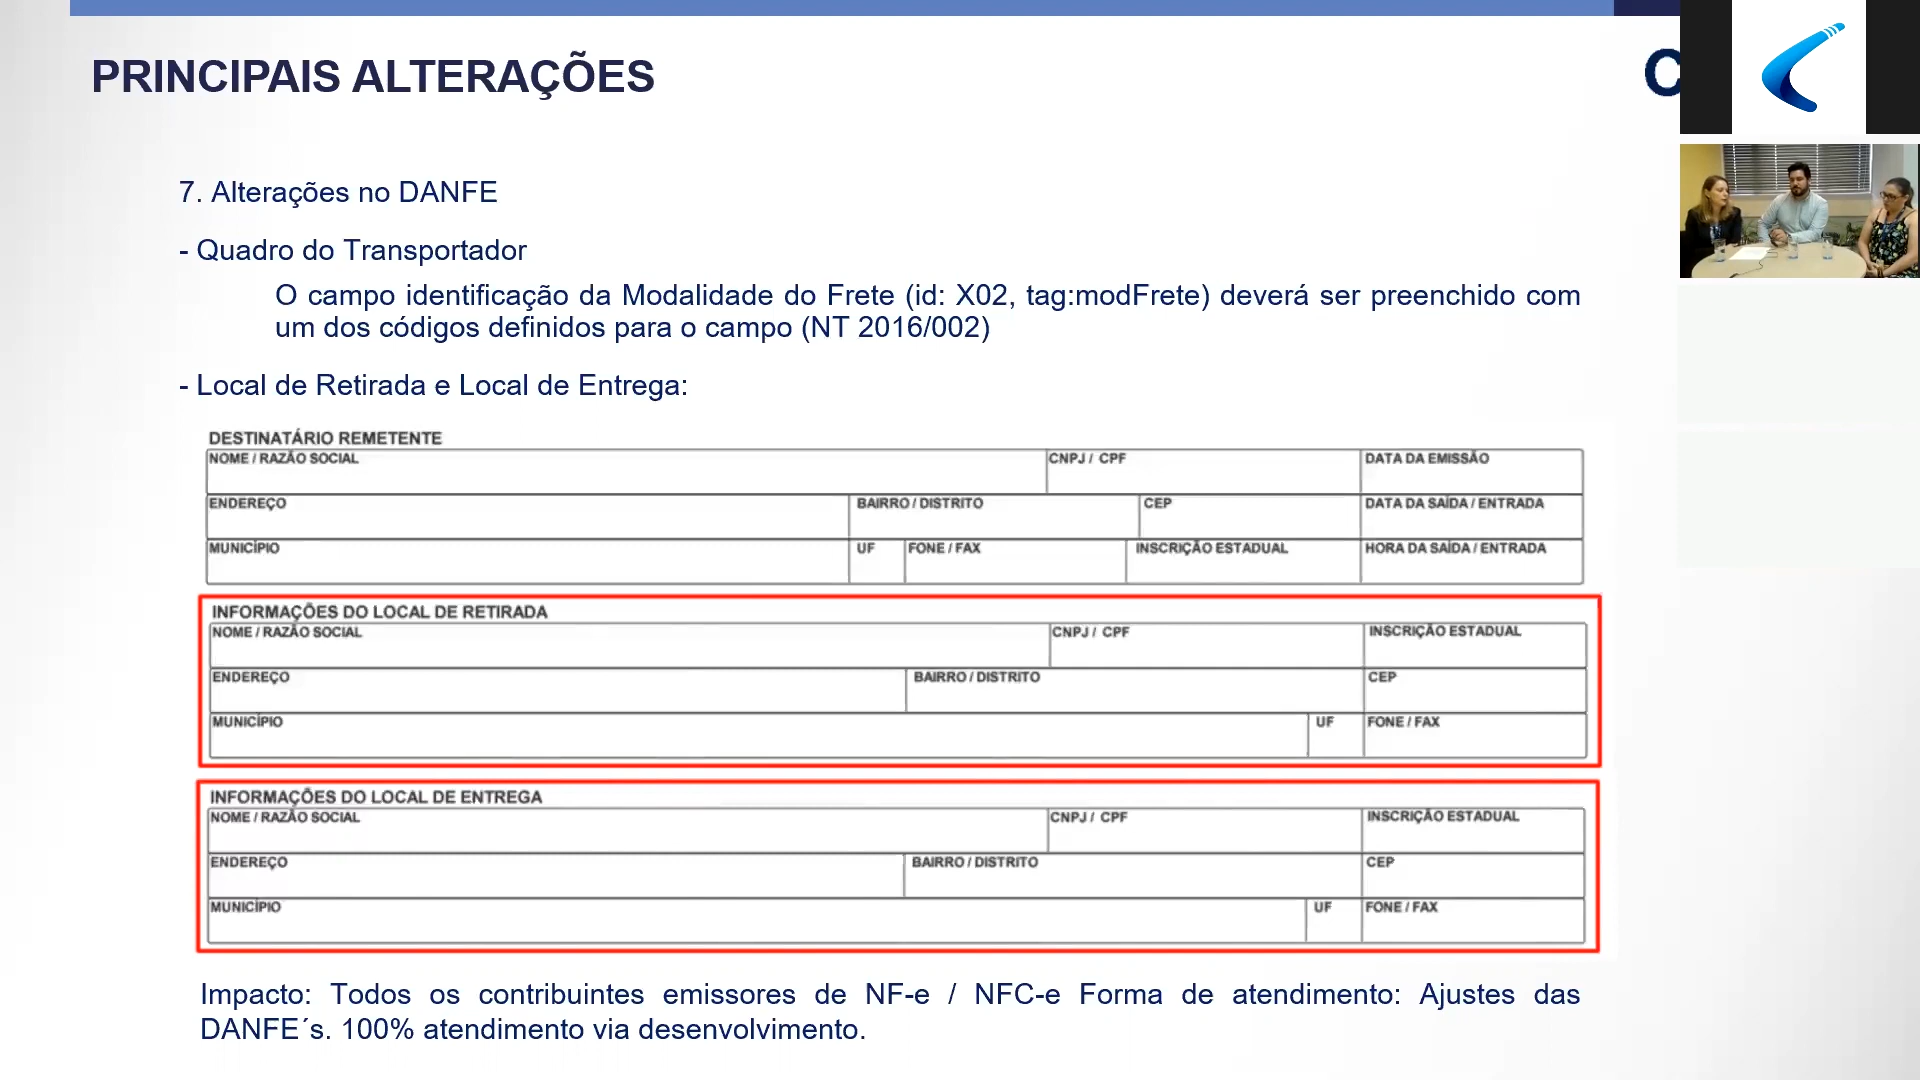 PRINCIPAIS ALTERAÇÕES
C
7. Alterações no DANFE
- Quadro do Transportador
O campo identificação da Modalidade do Frete (id: X02, tag:modFrete) deverá ser preenchido com
um dos códigos definidos para o campo (NT 2016/002)
- Local de Retirada e Local de Entrega:
DESTINATÁRIO REMETENTE
NOME / RAZÃO SOCIAL CNPJ / CPF DATA DA EMISSÃO
ENDEREÇO BAIRRO / DISTRITO CEP DATA DA SAÍDA / ENTRADA
MUNICÍPIO UF FONE / FAX INSCRIÇÃO ESTADUAL HORA DA SAÍDA / ENTRADA
INFORMAÇÕES DO LOCAL DE RETIRADA
NOME / RAZÃO SOCIAL CNPJ / CPF INSCRIÇÃO ESTADUAL
ENDEREÇO BAIRRO / DISTRITO CEP
MUNICÍPIO UF FONE / FAX
INFORMAÇÕES DO LOCAL DE ENTREGA
NOME / RAZÃO SOCIAL CNPJ / CPF INSCRIÇÃO ESTADUAL
ENDEREÇO BAIRRO / DISTRITO CEP
MUNICÍPIO UF FONE / FAX
Impacto: Todos os contribuintes emissores de NF-e / NFC-e Forma de atendimento: Ajustes das
DANFE´s. 100% atendimento via desenvolvimento.